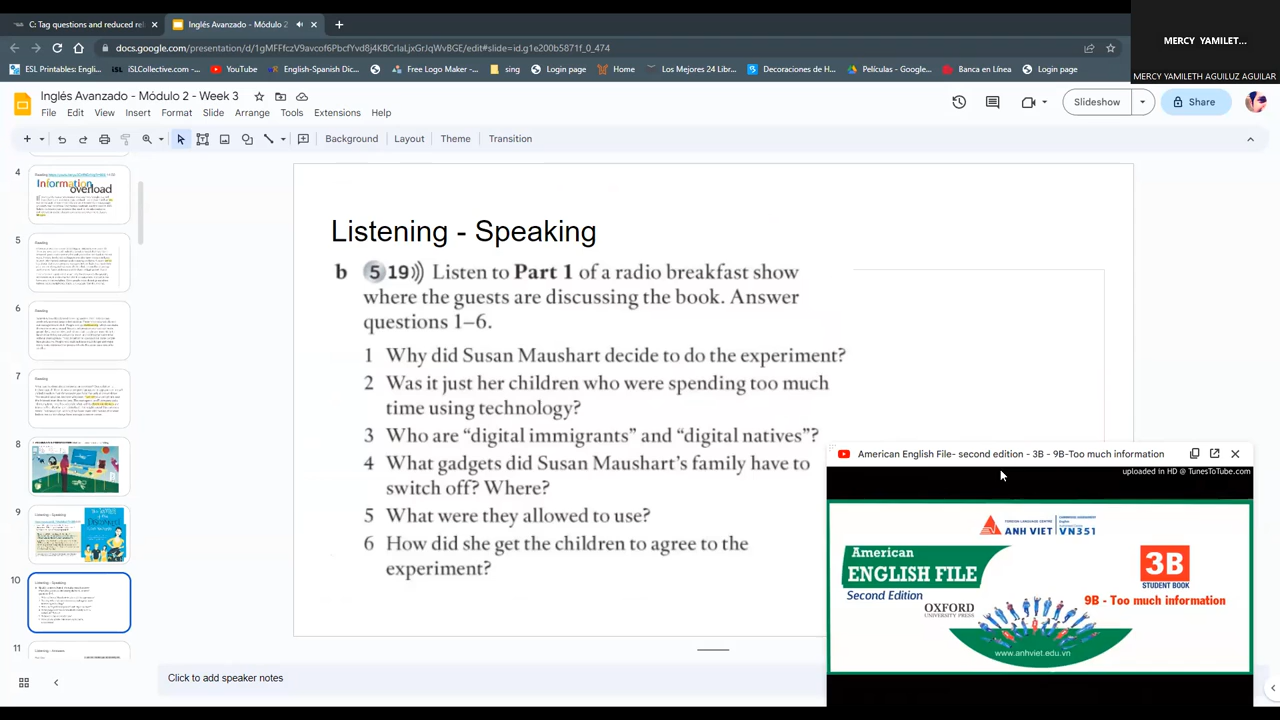 C: Tag questions and reduced rel
Inglés Avanzado - Módulo 2
MERCY YAMILET...
docs.google.com/presentation/d/1gMFFfczV9avcof6PbcfYvd8j4KBCrlaLjxGrJqWvBGE/edit#slide=id.g1e200b5871f_0_474
MERCY YAMILETH AGUILUZ AGUILAR
ESL Printables: Engl...
iSLCollective.com -...
YouTube
English-Spanish Dic...
Login page
Free Logo Maker -...
sing
Login page
Home
Los Mejores 24 Libr...
Decoraciones de H...
Películas - Google...
Banca en Línea
Login page
Inglés Avanzado - Módulo 2 - Week 3
File Edit View Insert Format Slide Arrange Tools Extensions Help
Slideshow
Share
Background Layout Theme Transition
4
Information
overload
5
Reading
6
Reading
7
Reading
8
9
10
Listening - Speaking
11
Listening - Speaking
b 5 19 Listen to Part 1 of a radio breakfast show
where the guests are discussing the book. Answer
questions 1–6.
1 Why did Susan Maushart decide to do the experiment?
2 Was it just her children who were spending too much
time using technology?
3 Who are “digital immigrants” and “digital natives”?
4 What gadgets did Susan Maushart’s family have to
switch off? Where?
5 What were they allowed to use?
6 How did she get the children to agree to the
experiment?
American English File- second edition - 3B - 9B-Too much information
uploaded in HD @ TunesToTube.com
ANH VIET
VN351
American
ENGLISH FILE
Second Edition
OXFORD
UNIVERSITY PRESS
3B
STUDENT BOOK
9B - Too much information
www.anhviet.edu.vn
Click to add speaker notes